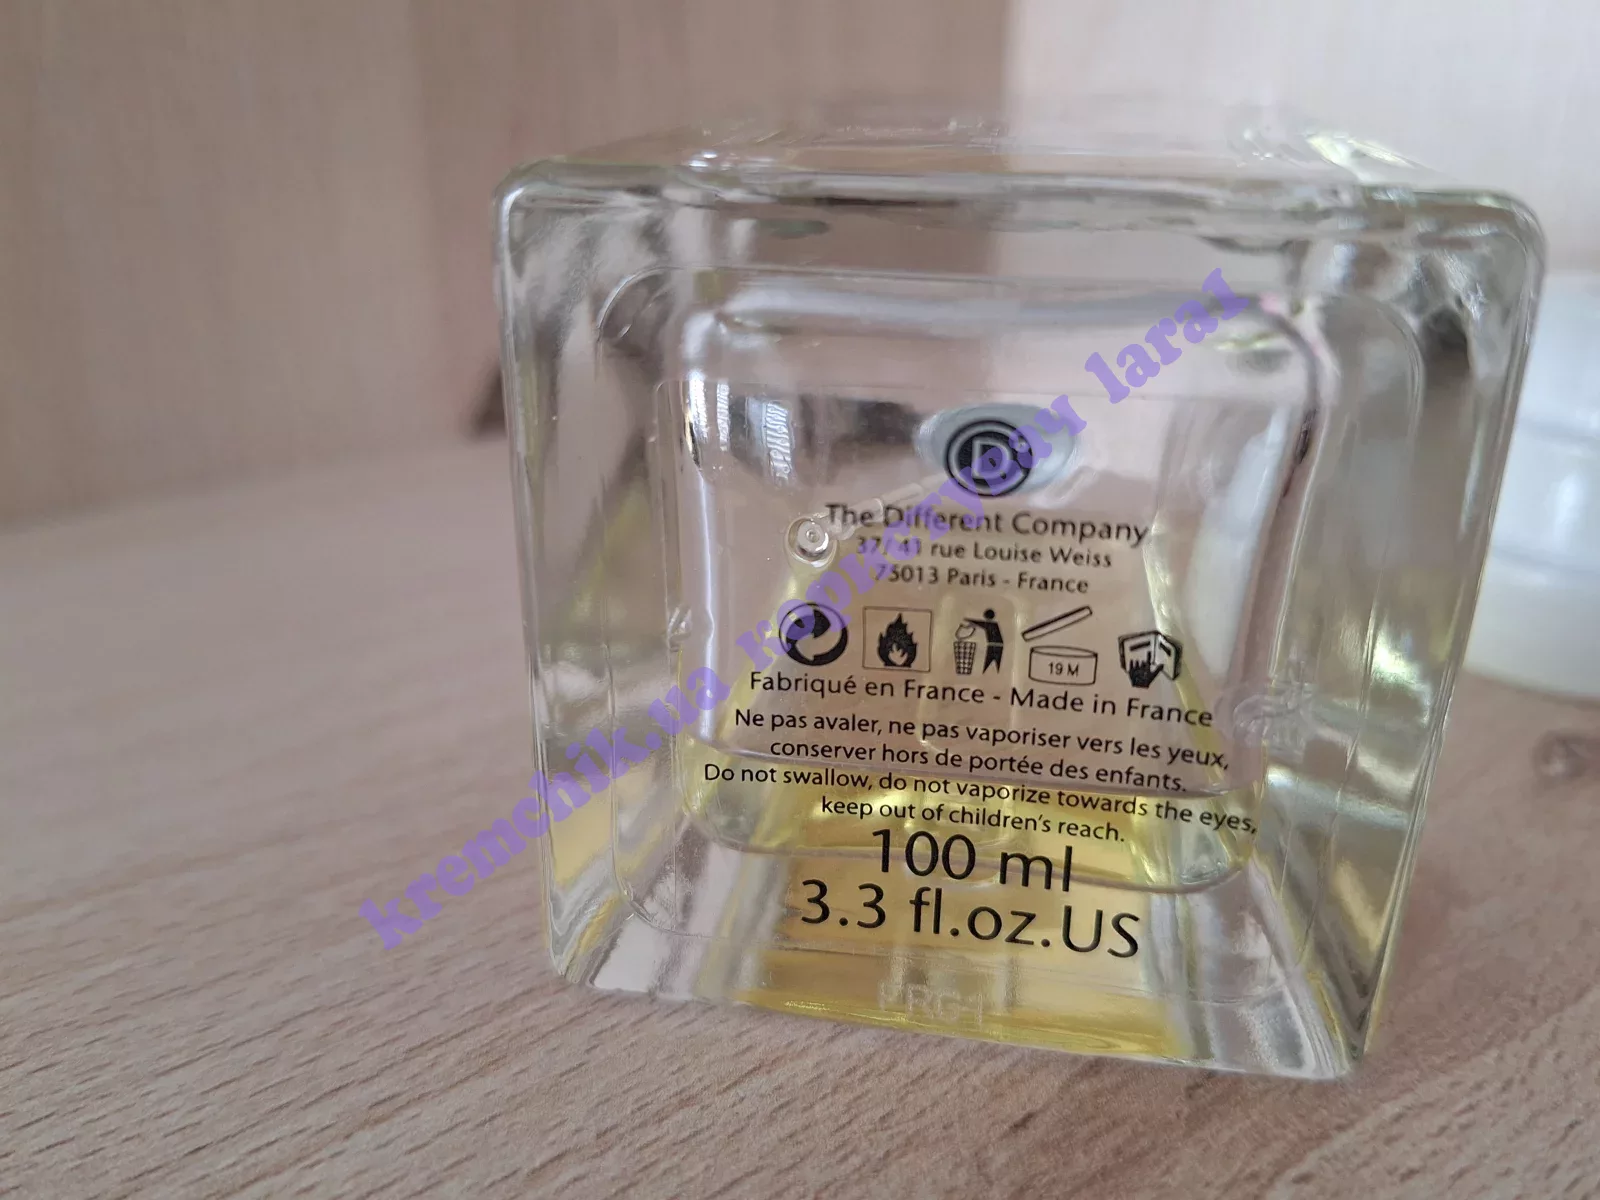 D
The Different Company
37/41 rue Louise Weiss
75013 Paris - France
19 M
Fabriqué en France - Made in France
Ne pas avaler, ne pas vaporiser vers les yeux,
conserver hors de portée des enfants.
Do not swallow, do not vaporize towards the eyes,
keep out of children's reach.
100 ml
3.3 fl.oz.US
kremchik.ua користувач lara1